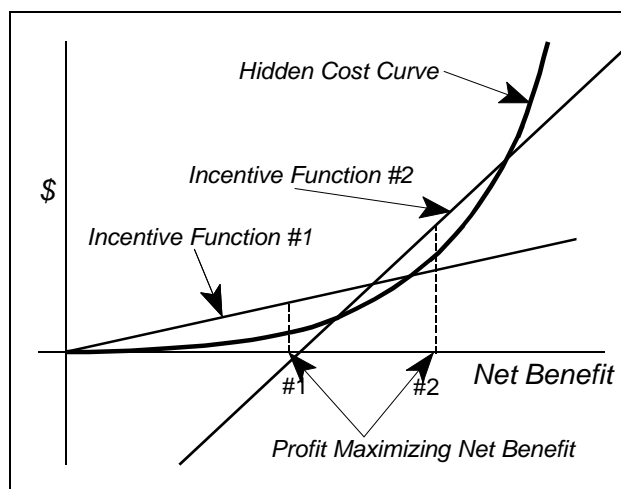 Hidden Cost Curve
Incentive Function #2
$
Incentive Function #1
#1
#2
Net Benefit
Profit Maximizing Net Benefit